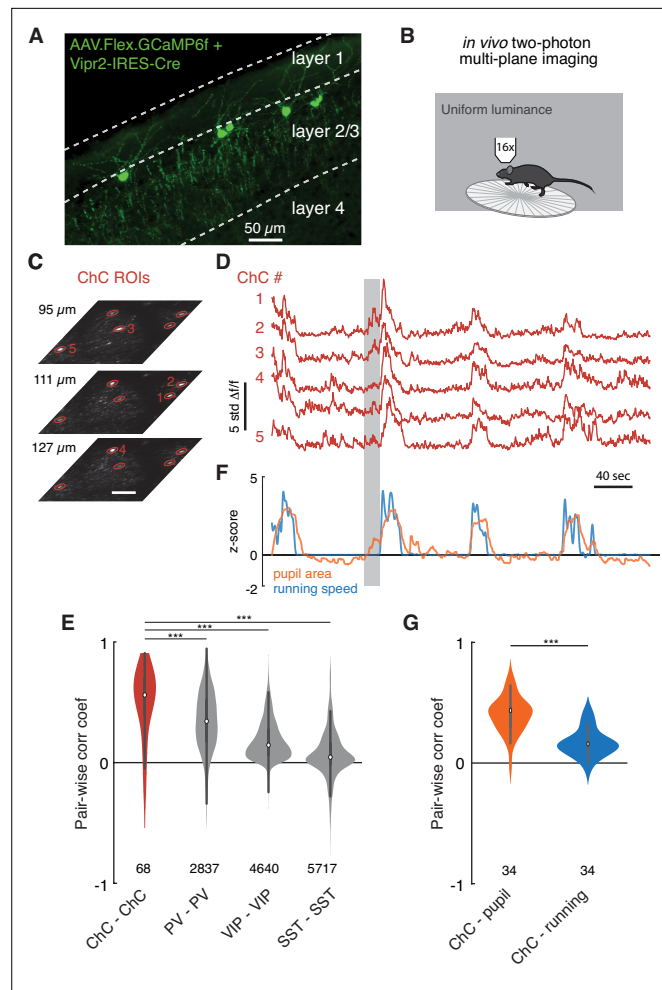 A
AAV.Flex.GCaMP6f +
Vipr2-IRES-Cre
layer 1
layer 2/3
layer 4
50 µm
B
in vivo two-photon
multi-plane imaging
Uniform luminance
16x
C
ChC ROIs
95 µm
3
5
111 µm
2
1
127 µm
4
D
ChC #
1
2
3
4
5
5 std Δf/f
F
40 sec
5
0
-2
z-score
pupil area
running speed
E
***
***
***
1
0
-1
Pair-wise corr coef
68
2837
4640
5717
ChC - ChC
PV - PV
VIP - VIP
SST - SST
G
***
1
0
-1
Pair-wise corr coef
34
34
ChC - pupil
ChC - running